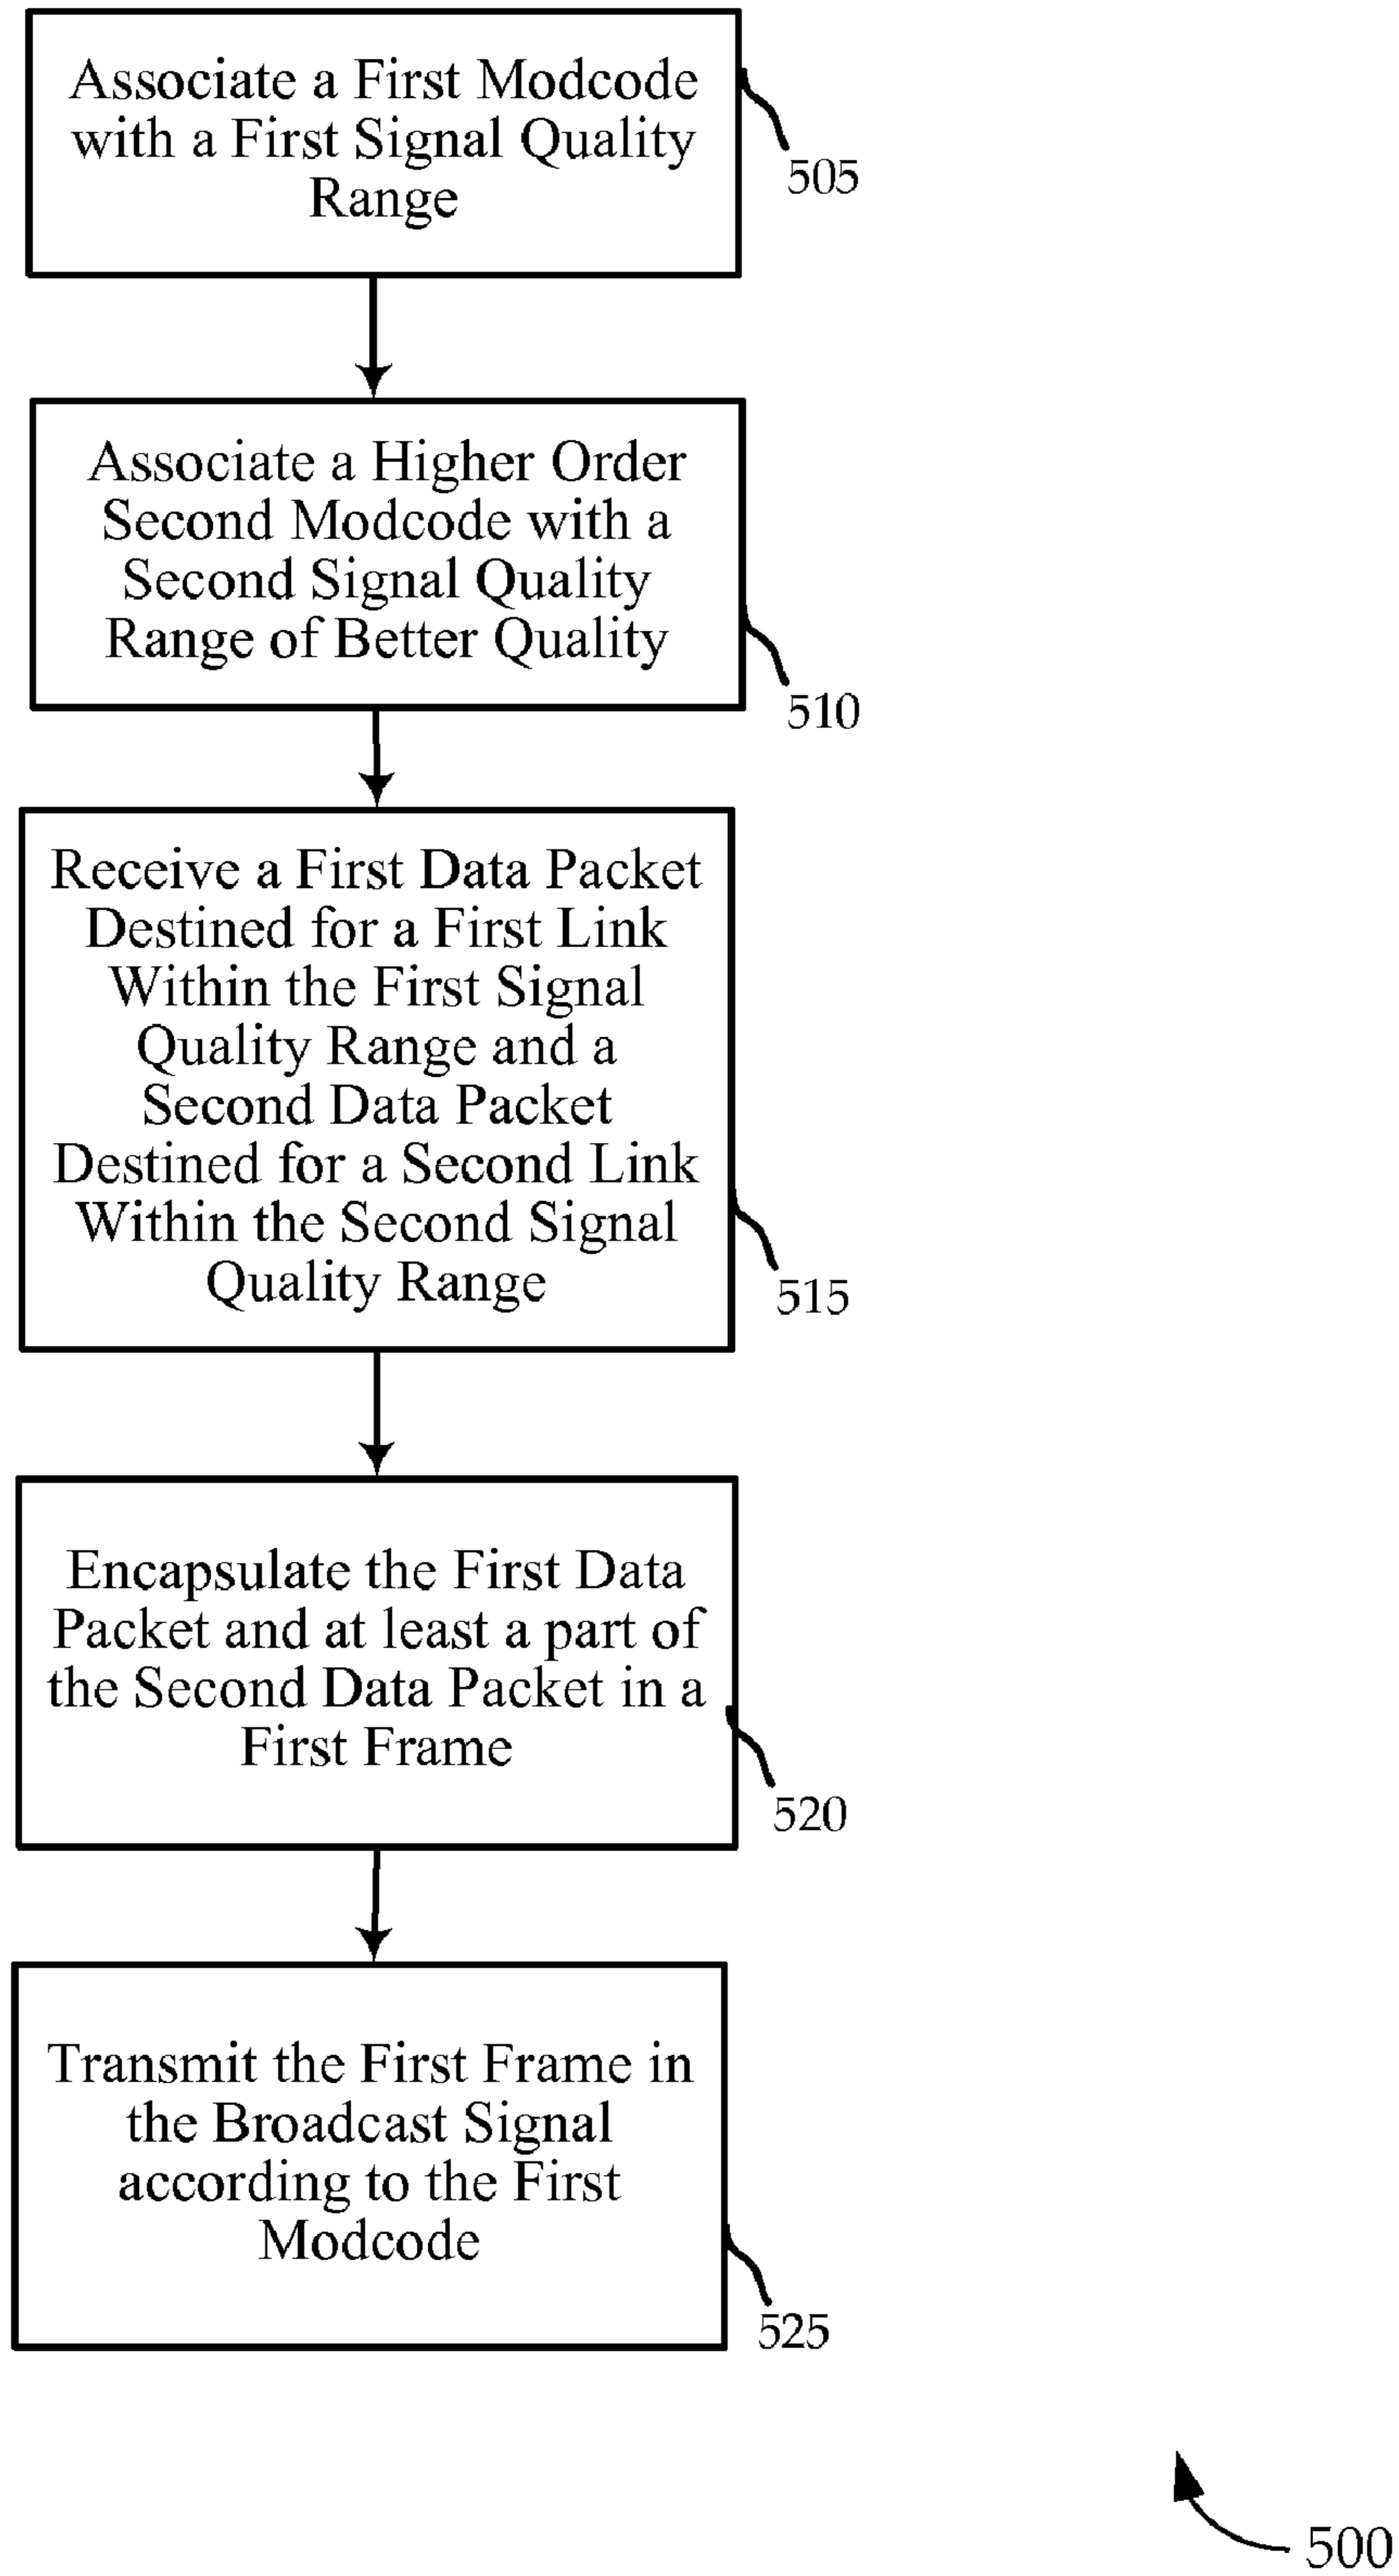 Associate a First Modcode
with a First Signal Quality
Range
505
Associate a Higher Order
Second Modcode with a
Second Signal Quality
Range of Better Quality
510
Receive a First Data Packet
Destined for a First Link
Within the First Signal
Quality Range and a
Second Data Packet
Destined for a Second Link
Within the Second Signal
Quality Range
515
Encapsulate the First Data
Packet and at least a part of
the Second Data Packet in a
First Frame
520
Transmit the First Frame in
the Broadcast Signal
according to the First
Modcode
525
500